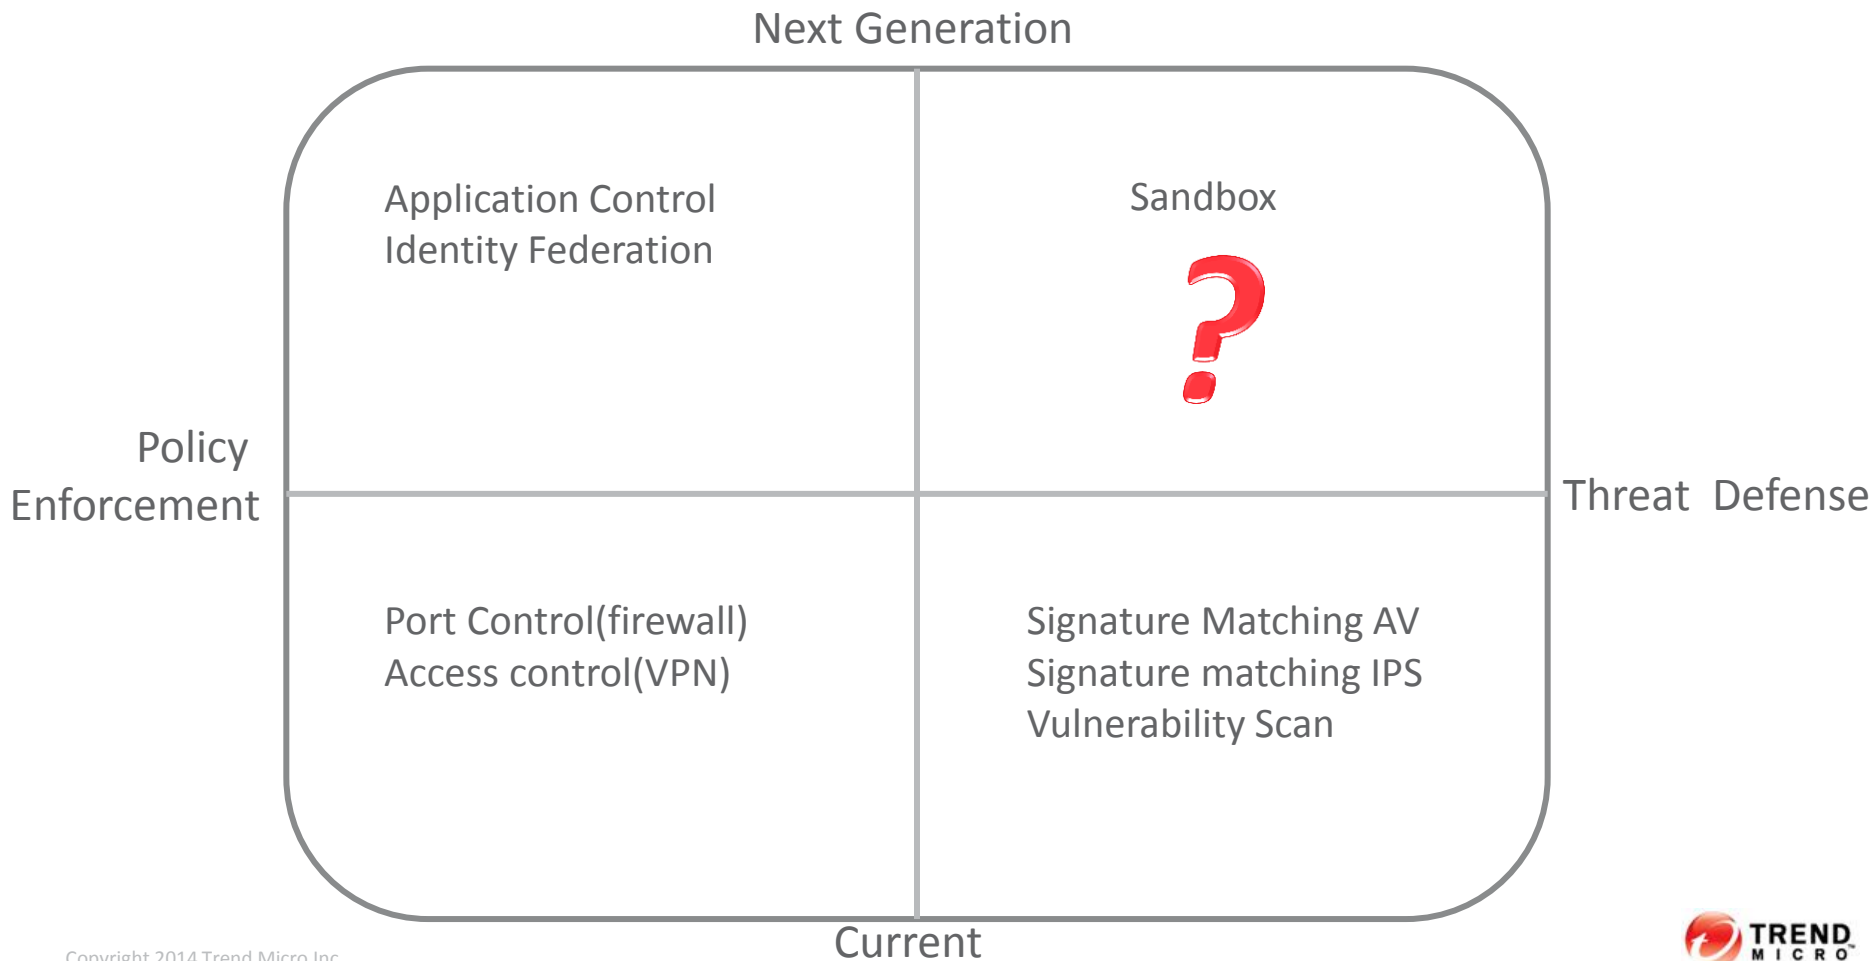 Next Generation
Application Control
Identity Federation
Sandbox
?
Policy
Enforcement
Threat Defense
Port Control(firewall)
Access control(VPN)
Signature Matching AV
Signature matching IPS
Vulnerability Scan
Current
Copyright 2014 Trend Micro Inc.
TREND
MICRO™